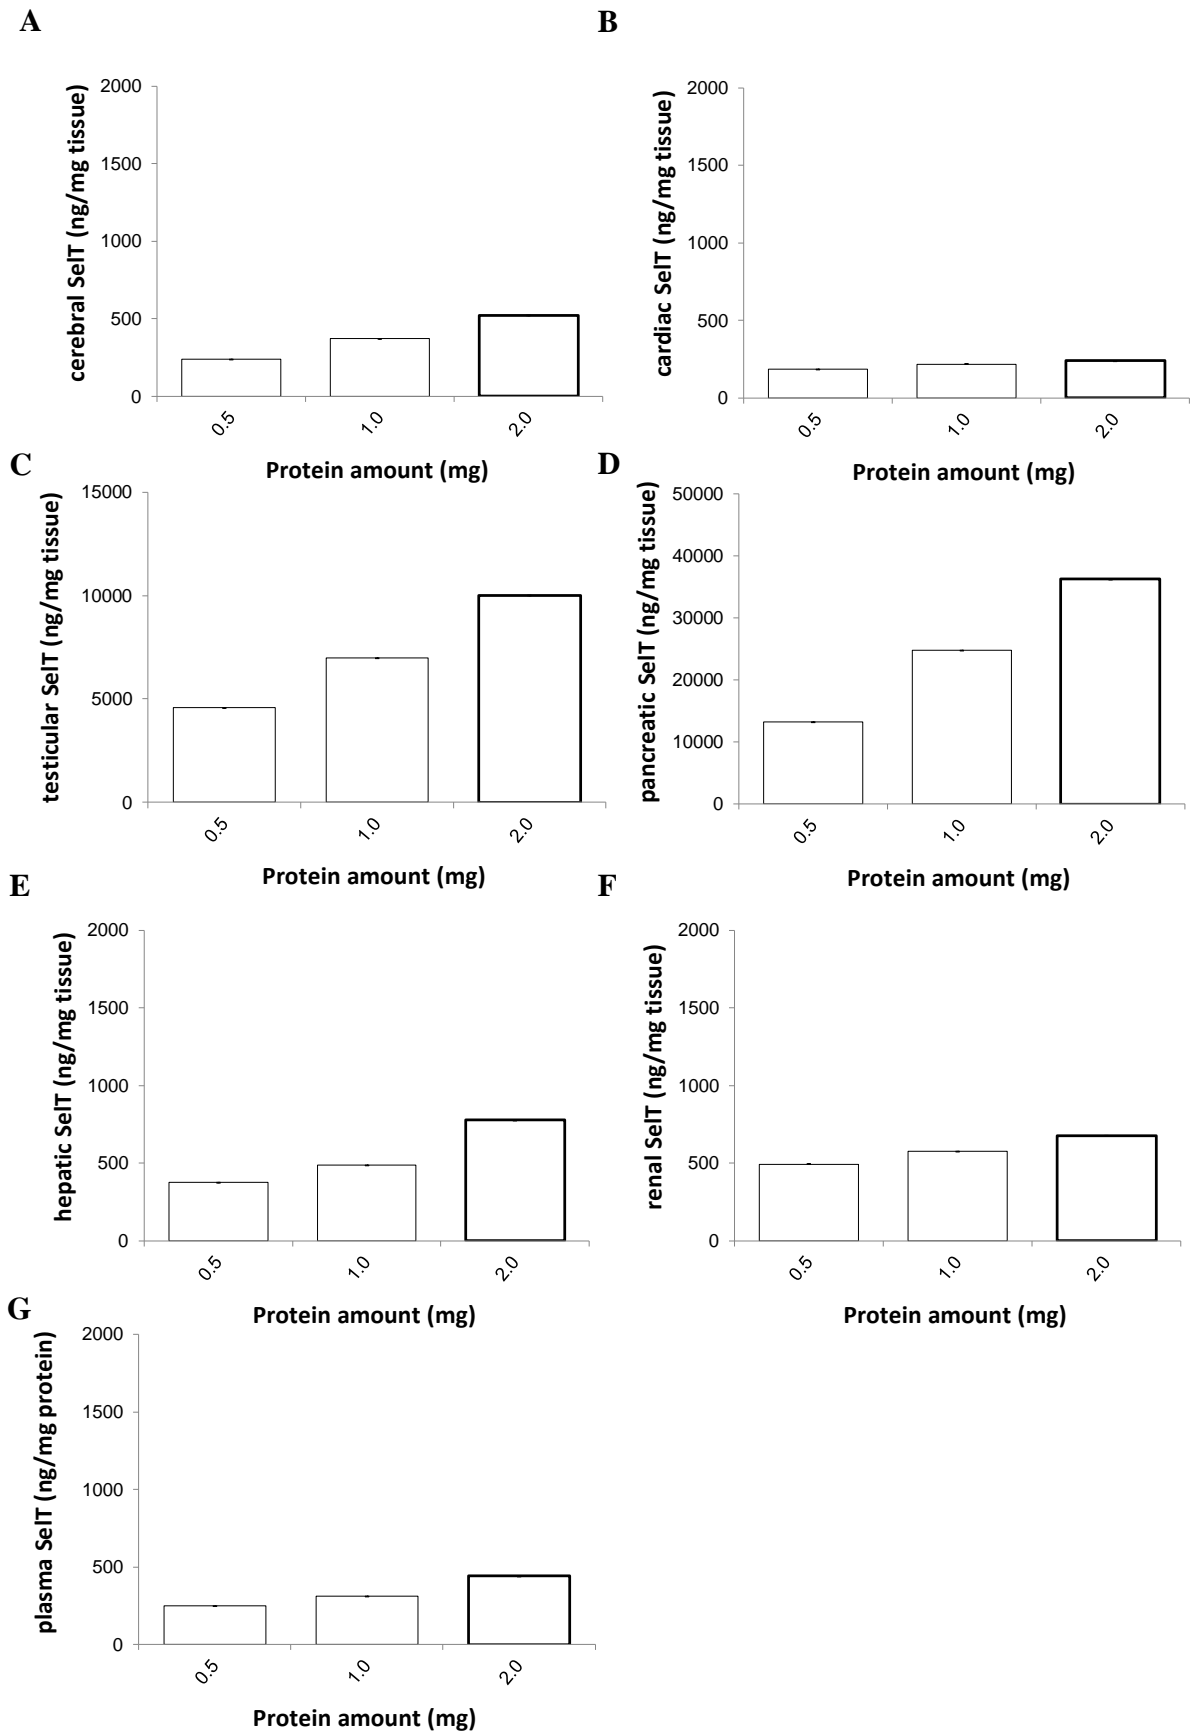 A
cerebral SelT (ng/mg tissue)
2000
1500
1000
500
0
0.5
1.0
2.0
Protein amount (mg)
B
cardiac SelT (ng/mg tissue)
2000
1500
1000
500
0
0.5
1.0
2.0
Protein amount (mg)
C
testicular SelT (ng/mg tissue)
15000
10000
5000
0
0.5
1.0
2.0
Protein amount (mg)
D
pancreatic SelT (ng/mg tissue)
50000
40000
30000
20000
10000
0
0.5
1.0
2.0
Protein amount (mg)
E
hepatic SelT (ng/mg tissue)
2000
1500
1000
500
0
0.5
1.0
2.0
Protein amount (mg)
F
renal SelT (ng/mg tissue)
2000
1500
1000
500
0
0.5
1.0
2.0
Protein amount (mg)
G
plasma SelT (ng/mg protein)
2000
1500
1000
500
0
0.5
1.0
2.0
Protein amount (mg)